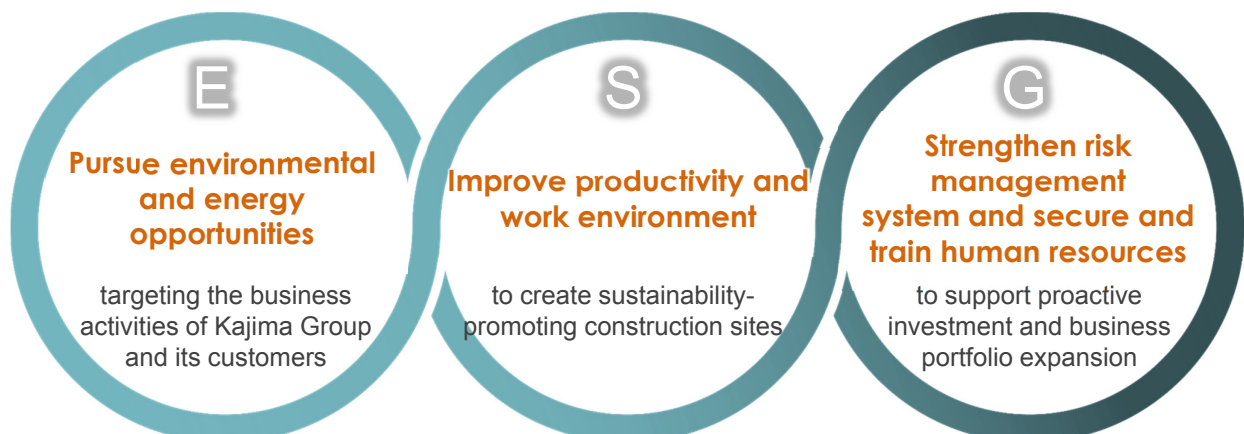 E
Pursue environmental
and energy
opportunities
targeting the business
activities of Kajima Group
and its customers
S
Improve productivity and
work environment
to create sustainability-
promoting construction sites
G
Strengthen risk
management
system and secure and
train human resources
to support proactive
investment and business
portfolio expansion